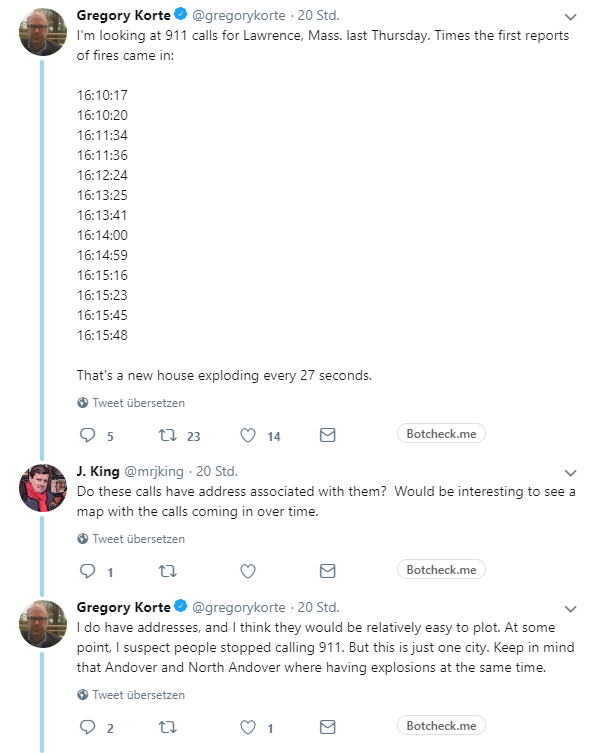 Gregory Korte @gregorykorte · 20 Std.
I'm looking at 911 calls for Lawrence, Mass. last Thursday. Times the first reports
of fires came in:
16:10:17
16:10:20
16:11:34
16:11:36
16:12:24
16:13:25
16:13:41
16:14:00
16:14:59
16:15:16
16:15:23
16:15:45
16:15:48
That's a new house exploding every 27 seconds.
Tweet übersetzen
5 23 14 Botcheck.me
J. King @mrjking · 20 Std.
Do these calls have address associated with them? Would be interesting to see a
map with the calls coming in over time.
Tweet übersetzen
1 Botcheck.me
Gregory Korte @gregorykorte · 20 Std.
I do have addresses, and I think they would be relatively easy to plot. At some
point, I suspect people stopped calling 911. But this is just one city. Keep in mind
that Andover and North Andover where having explosions at the same time.
Tweet übersetzen
2 1 Botcheck.me